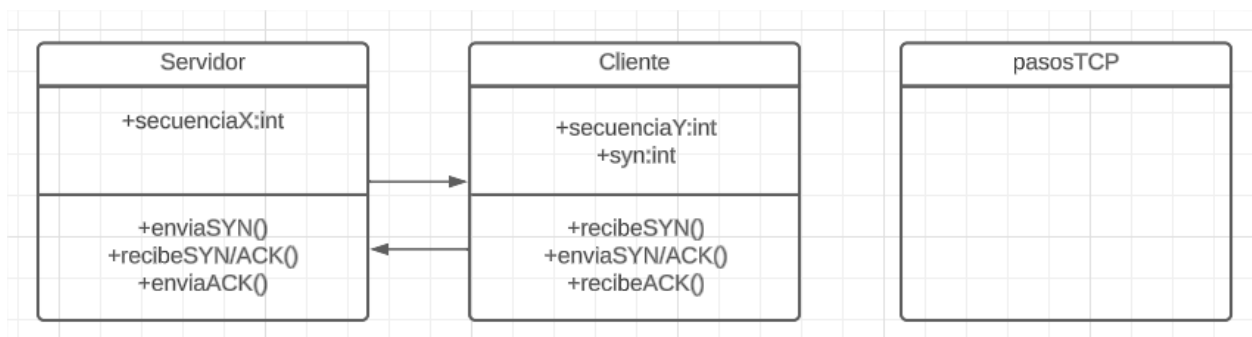 Servidor
+secuenciaX:int
+enviaSYN()
+recibeSYN/ACK()
+enviaACK()
Cliente
+secuenciaY:int
+syn:int
+recibeSYN()
+enviaSYN/ACK()
+recibeACK()
pasosTCP